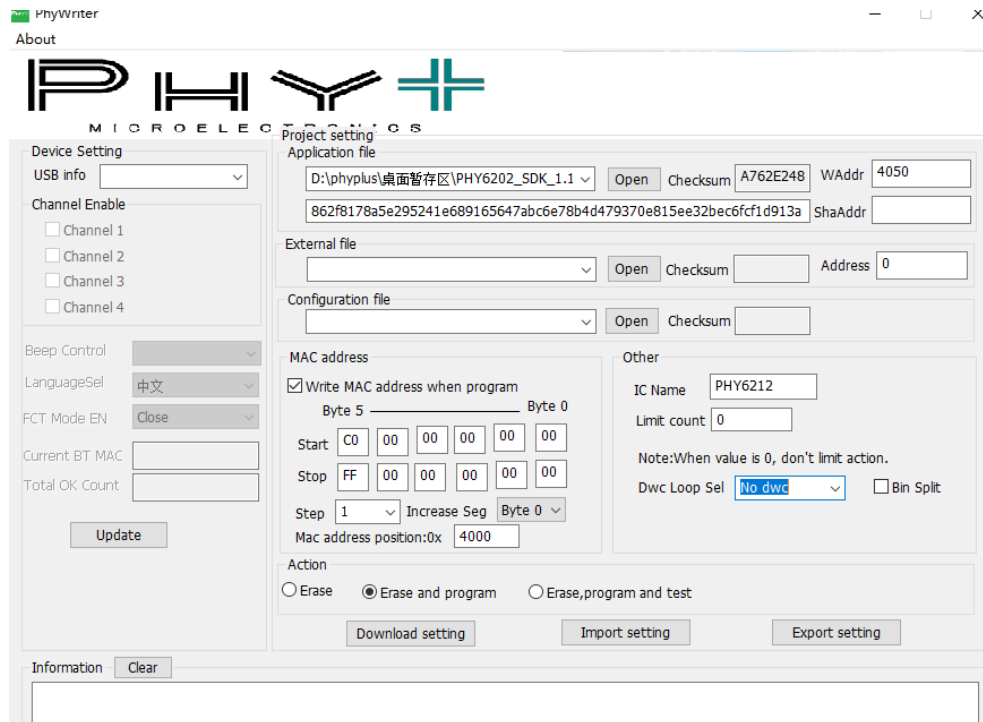 PhyWriter
About
PHY+
MICROELECTRONICS
Device Setting
USB info
Channel Enable
Channel 1
Channel 2
Channel 3
Channel 4
Beep Control
LanguageSel 中文
FCT Mode EN Close
Current BT MAC
Total OK Count
Update
Project setting
Application file
D:\phyplus\桌面暂存区\PHY6202_SDK_1.1 Open Checksum A762E248 WAddr 4050
862f8178a5e295241e689165647abc6e78b4d479370e815ee32bec6fcf1d913a ShaAddr
External file
Open Checksum Address 0
Configuration file
Open Checksum
MAC address
Write MAC address when program
Byte 5 Byte 0
Start C0 00 00 00 00 00
Stop FF 00 00 00 00 00
Step 1 Increase Seg Byte 0
Mac address position:0x 4000
Other
IC Name PHY6212
Limit count 0
Note:When value is 0, don't limit action.
Dwc Loop Sel No dwc Bin Split
Action
Erase Erase and program Erase,program and test
Download setting Import setting Export setting
Information Clear